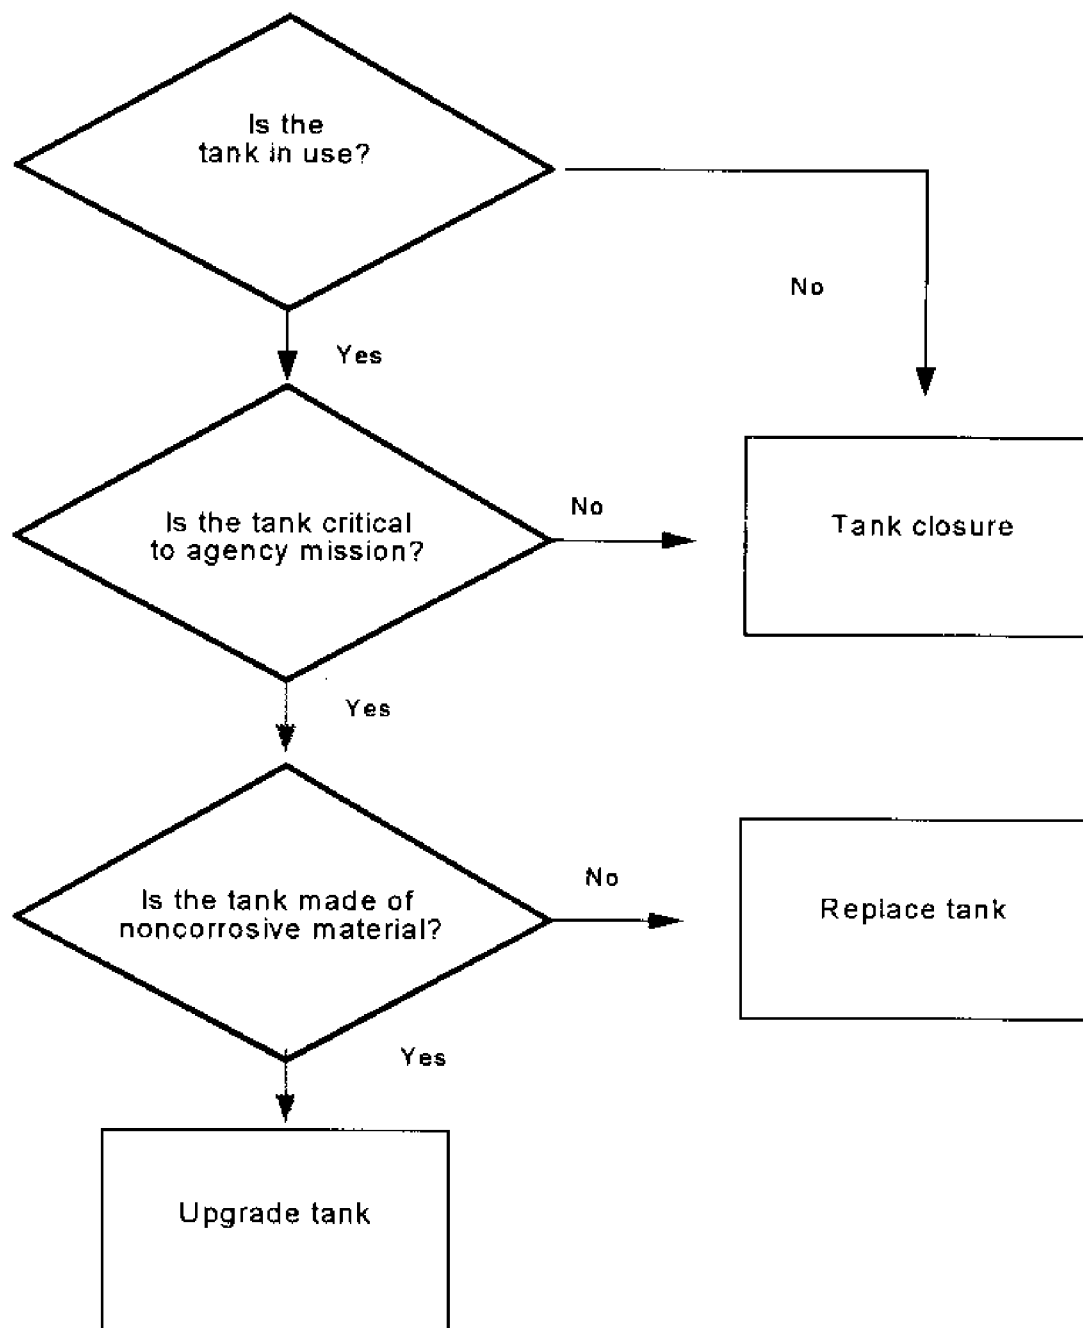 Is the
tank in use?
No
Yes
Is the tank critical
to agency mission?
No
Tank closure
Yes
Is the tank made of
noncorrosive material?
No
Replace tank
Yes
Upgrade tank